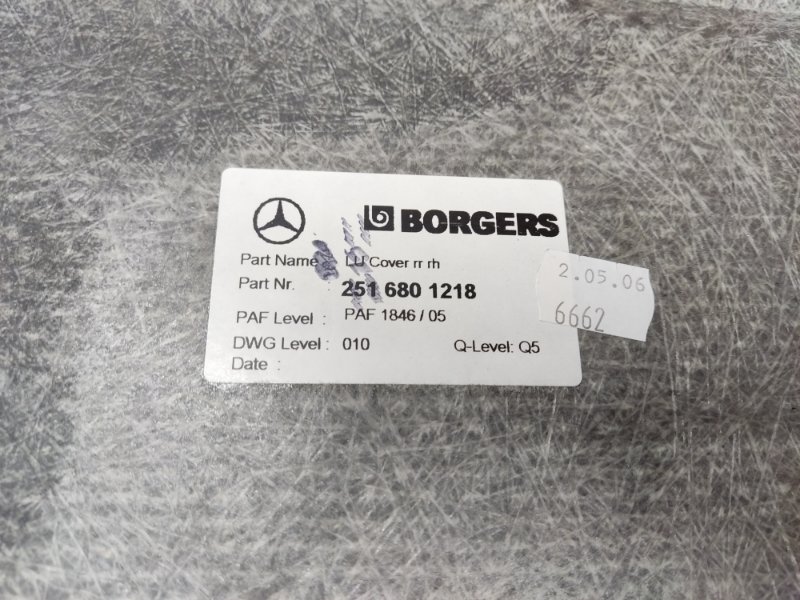 BORGERS
Part Name : LU Cover rr rh
Part Nr. 251 680 1218
PAF Level : PAF 1846 / 05
DWG Level : 010 Q-Level: Q5
Date :
2.05.06
6662